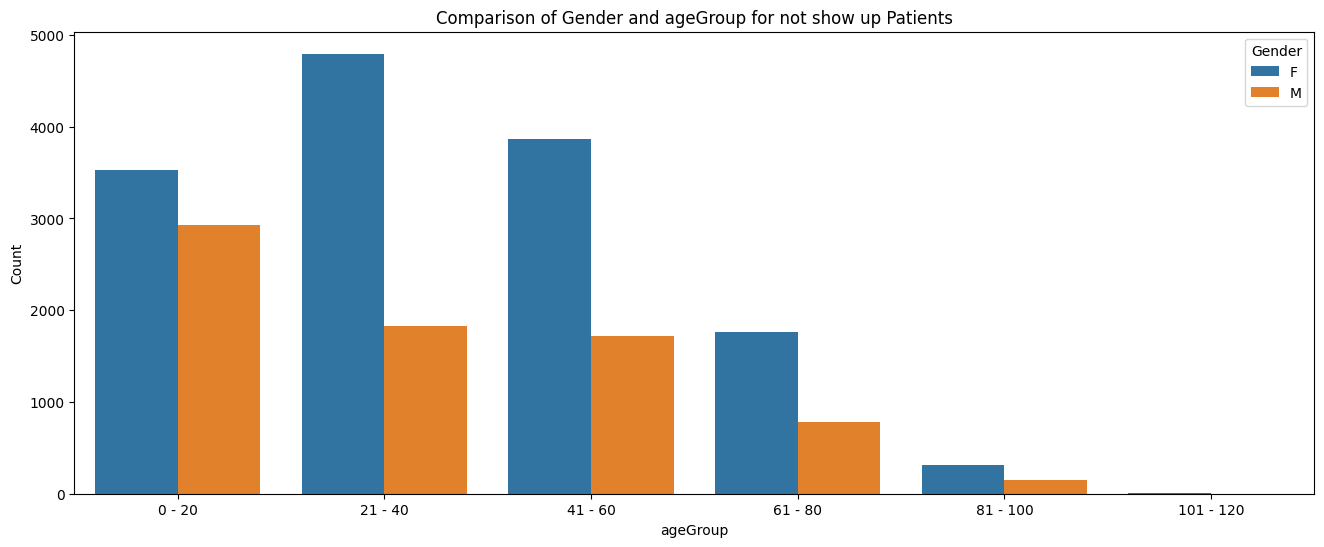 Comparison of Gender and ageGroup for not show up Patients
Gender
F
M
Count
5000
4000
3000
2000
1000
0
0 - 20 21 - 40 41 - 60 61 - 80 81 - 100 101 - 120
ageGroup